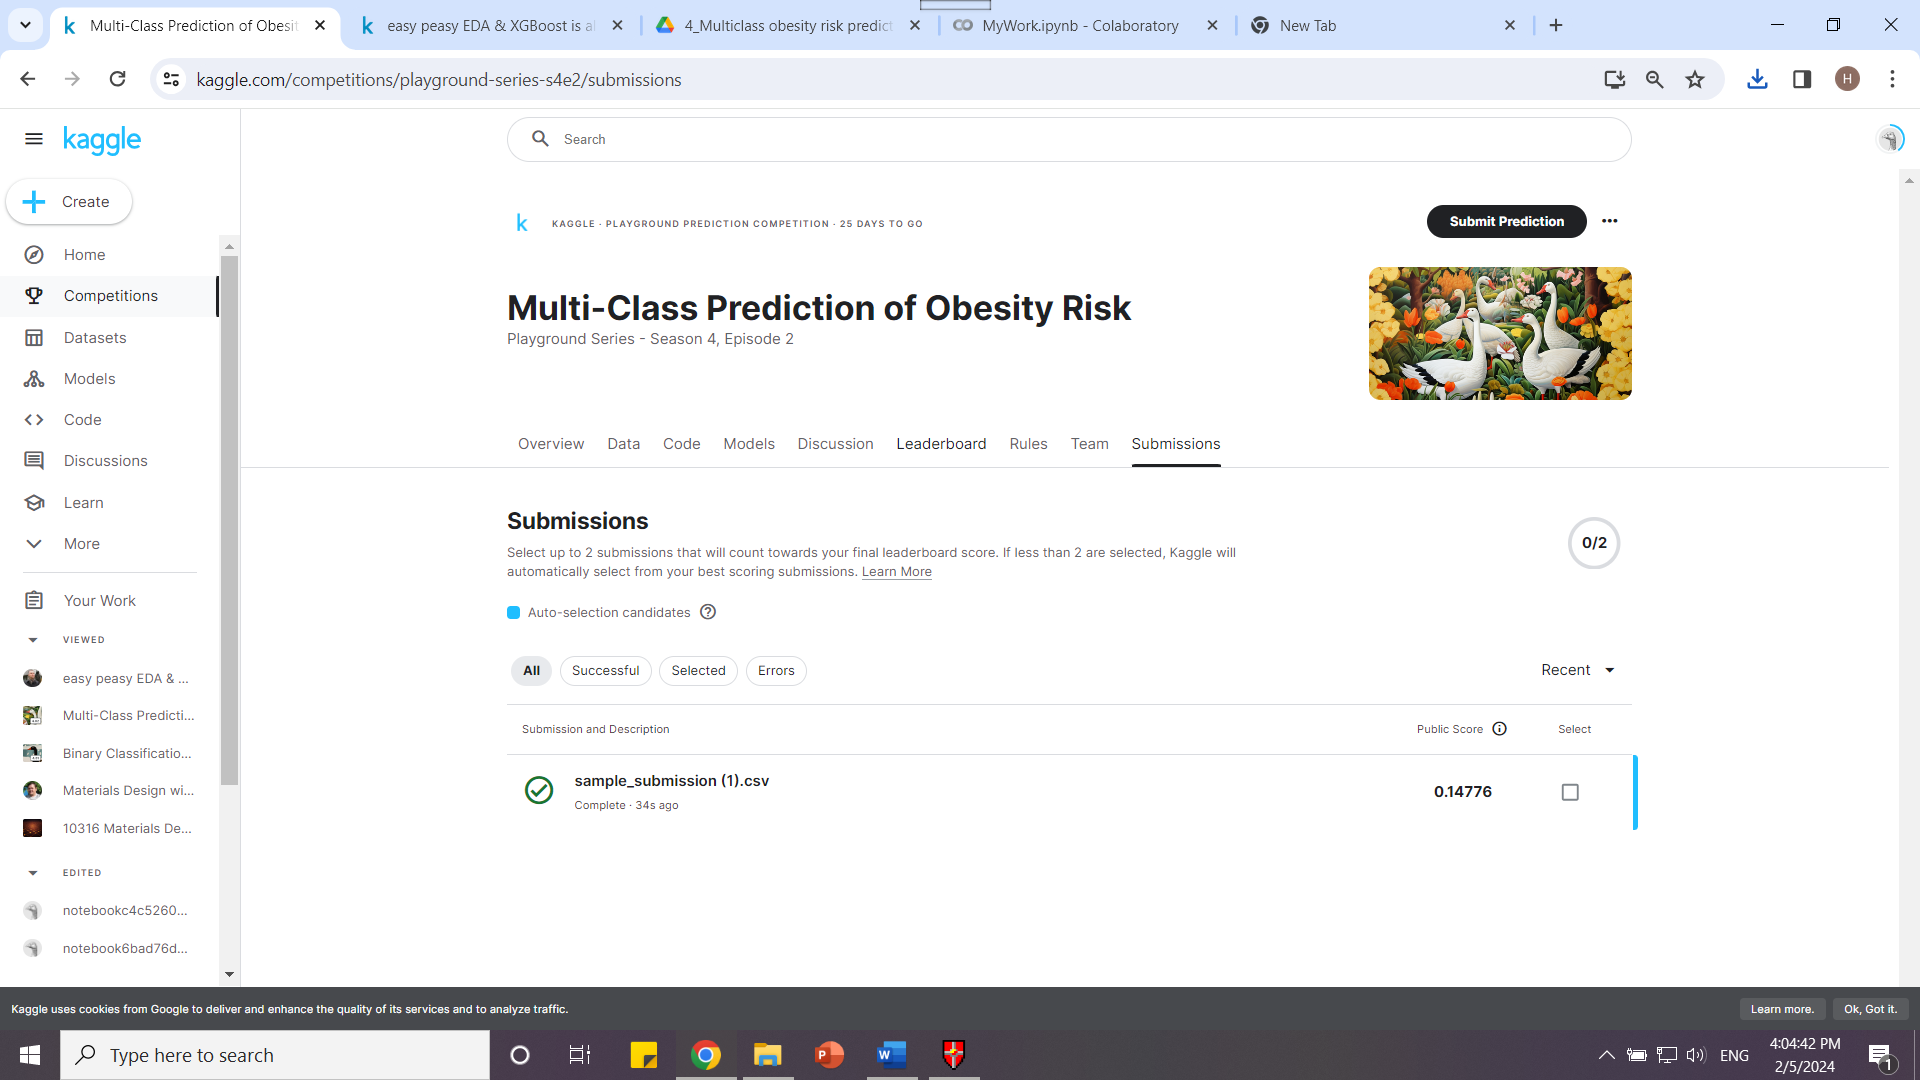 Multi-Class Prediction of Obesit
easy peasy EDA & XGBoost is al
4_Multiclass obesity risk predict
MyWork.ipynb - Colaboratory
New Tab
kaggle.com/competitions/playground-series-s4e2/submissions
H
kaggle
Search
Create
Home
Competitions
Datasets
Models
Code
Discussions
Learn
More
Your Work
VIEWED
easy peasy EDA & ...
Multi-Class Predicti...
Binary Classificatio...
Materials Design wi...
10316 Materials De...
EDITED
notebookc4c5260...
notebook6bad76d...
KAGGLE · PLAYGROUND PREDICTION COMPETITION · 25 DAYS TO GO
Submit Prediction
Multi-Class Prediction of Obesity Risk
Playground Series - Season 4, Episode 2
Overview Data Code Models Discussion Leaderboard Rules Team Submissions
Submissions
Select up to 2 submissions that will count towards your final leaderboard score. If less than 2 are selected, Kaggle will
automatically select from your best scoring submissions. Learn More
0/2
Auto-selection candidates
All Successful Selected Errors
Recent
Submission and Description Public Score Select
sample_submission (1).csv
Complete · 34s ago
0.14776
Kaggle uses cookies from Google to deliver and enhance the quality of its services and to analyze traffic.
Learn more. Ok, Got it.
Type here to search
ENG
4:04:42 PM
2/5/2024
1